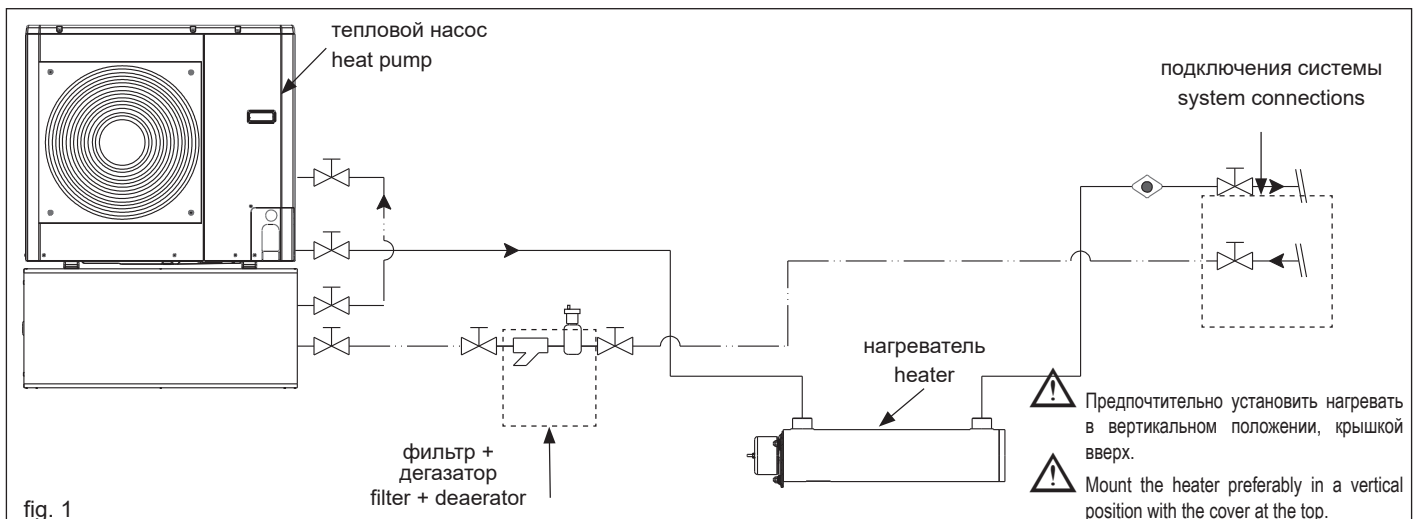 тепловой насос
heat pump
подключения системы
system connections
нагреватель
heater
фильтр +
дегазатор
filter + deaerator
Предпочтительно установить нагревать
в вертикальном положении, крышкой
вверх.
Mount the heater preferably in a vertical
position with the cover at the top.
fig. 1